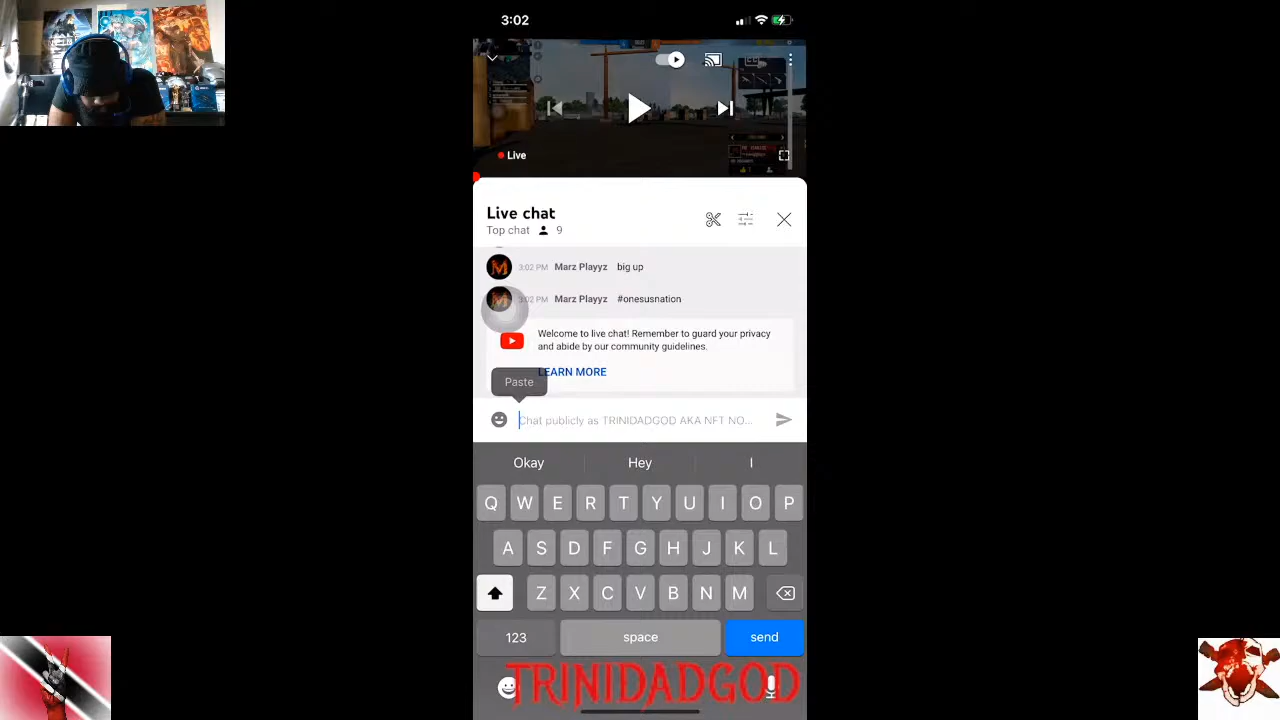 3:02
Live
Live chat
Top chat 9
3:02 PM Marz Playyz big up
3:02 PM Marz Playyz #onesusnation
Welcome to live chat! Remember to guard your privacy
and abide by our community guidelines.
LEARN MORE
Paste
Chat publicly as TRINIDADGOD AKA NFT NO...
Okay Hey I
Q W E R T Y U I O P
A S D F G H J K L
Z X C V B N M
123 space send
TRINIDADGOD